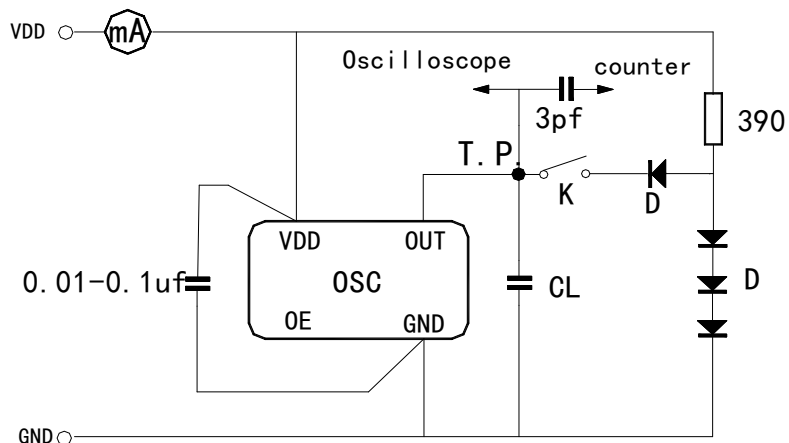 VDD
mA
Oscilloscope
counter
3pf
390
T.P.
K
D
VDD
OUT
0.01-0.1uf
OSC
CL
D
OE
GND
GND